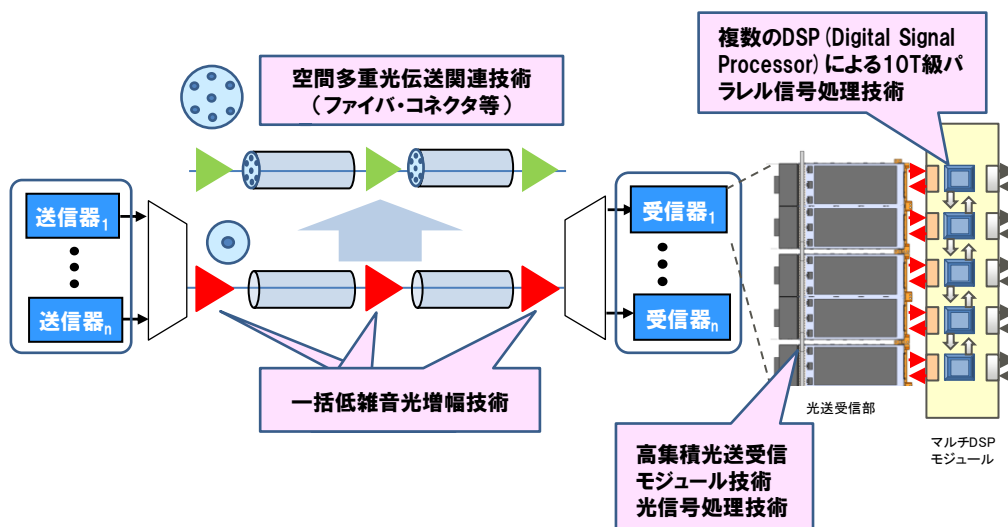 空間多重光伝送関連技術
（ファイバ・コネクタ等）
複数のDSP(Digital Signal
Processor)による10T級パ
ラレル信号処理技術
送信器1
送信器n
受信器1
受信器n
一括低雑音光増幅技術
光送受信部
高集積光送受信
モジュール技術
光信号処理技術
マルチDSP
モジュール